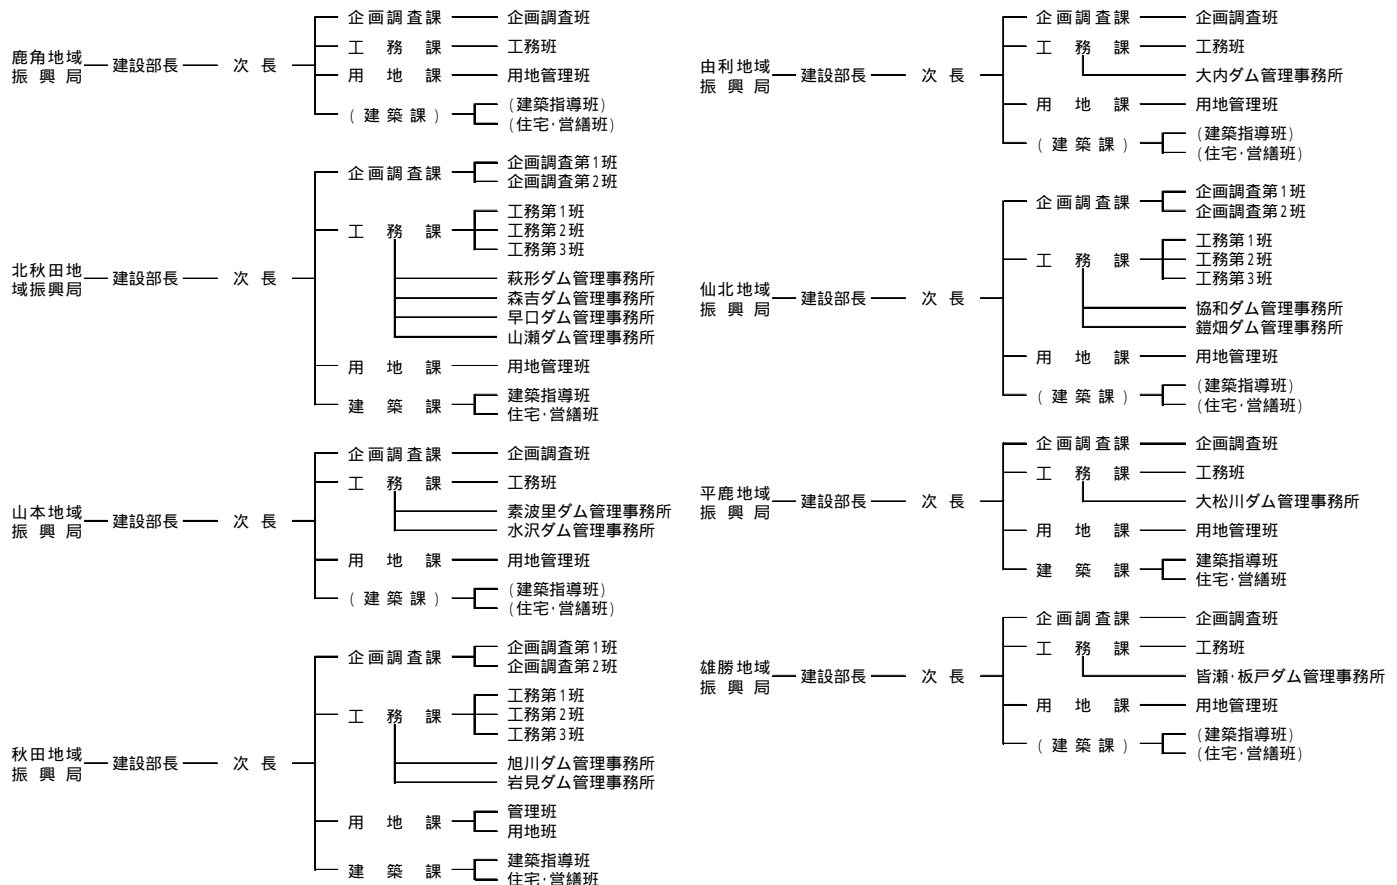 鹿角地域
振興局
建設部長
次長
企画調査課
企画調査班
工務課
工務班
用地課
用地管理班
(建築課)
(建築指導班)
(住宅・営繕班)
北秋田地
域振興局
建設部長
次長
企画調査課
企画調査第1班
企画調査第2班
工務課
工務第1班
工務第2班
工務第3班
萩形ダム管理事務所
森吉ダム管理事務所
早口ダム管理事務所
山瀬ダム管理事務所
用地課
用地管理班
建築課
建築指導班
住宅・営繕班
山本地域
振興局
建設部長
次長
企画調査課
企画調査班
工務課
工務班
素波里ダム管理事務所
水沢ダム管理事務所
用地課
用地管理班
(建築課)
(建築指導班)
(住宅・営繕班)
秋田地域
振興局
建設部長
次長
企画調査課
企画調査第1班
企画調査第2班
工務課
工務第1班
工務第2班
工務第3班
旭川ダム管理事務所
岩見ダム管理事務所
用地課
管理班
用地班
建築課
建築指導班
住宅・営繕班
由利地域
振興局
建設部長
次長
企画調査課
企画調査班
工務課
工務班
大内ダム管理事務所
用地課
用地管理班
(建築課)
(建築指導班)
(住宅・営繕班)
仙北地域
振興局
建設部長
次長
企画調査課
企画調査第1班
企画調査第2班
工務課
工務第1班
工務第2班
工務第3班
協和ダム管理事務所
鎧畑ダム管理事務所
用地課
用地管理班
(建築課)
(建築指導班)
(住宅・営繕班)
平鹿地域
振興局
建設部長
次長
企画調査課
企画調査班
工務課
工務班
大松川ダム管理事務所
用地課
用地管理班
建築課
建築指導班
住宅・営繕班
雄勝地域
振興局
建設部長
次長
企画調査課
企画調査班
工務課
工務班
皆瀬・板戸ダム管理事務所
用地課
用地管理班
(建築課)
(建築指導班)
(住宅・営繕班)